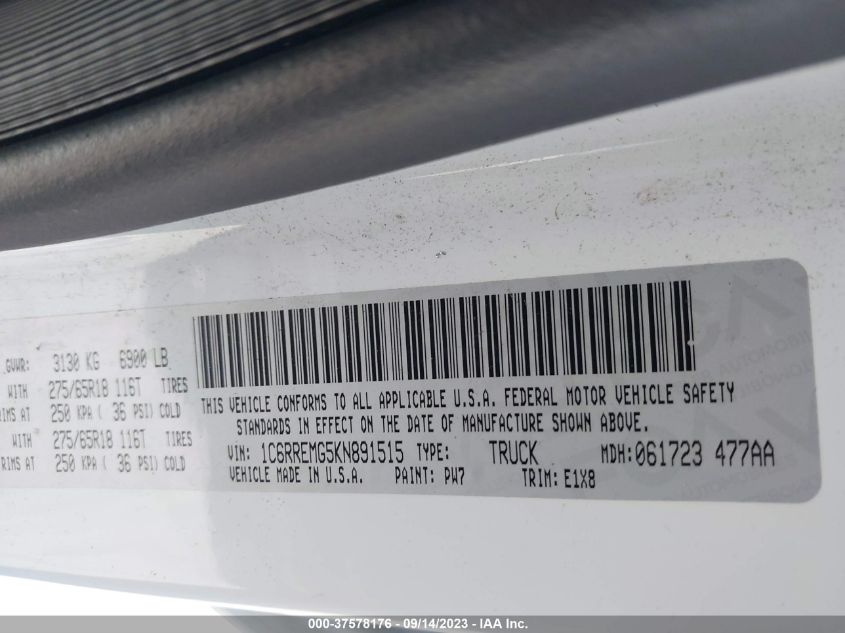 GVWR: 3130 KG 6900 LB
WITH 275/65R18 116T TIRES
RIMS AT 250 KPA ( 36 PSI) COLD
WITH 275/65R18 116T TIRES
RIMS AT 250 KPA ( 36 PSI) COLD
THIS VEHICLE CONFORMS TO ALL APPLICABLE U.S.A. FEDERAL MOTOR VEHICLE SAFETY
STANDARDS IN EFFECT ON THE DATE OF MANUFACTURE SHOWN ABOVE.
VIN: 1C6RREMG5KN891515 TYPE: TRUCK MDH: 061723 477AA
VEHICLE MADE IN U.S.A. PAINT: PW7 TRIM: E1X8
000-37578176 - 09/14/2023 - IAA Inc.